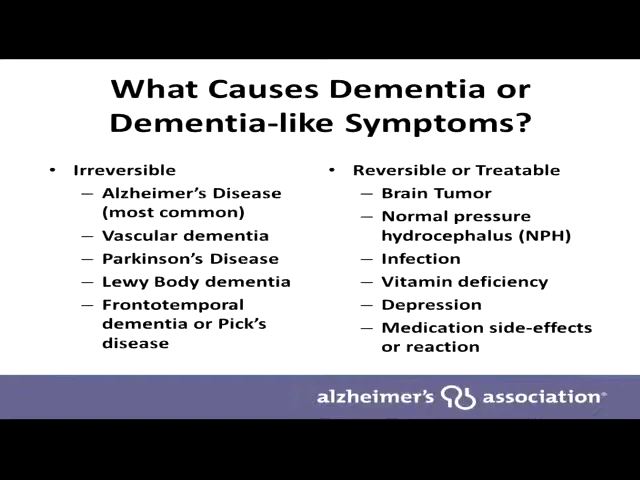 What Causes Dementia or
Dementia-like Symptoms?
• Irreversible
– Alzheimer's Disease
(most common)
– Vascular dementia
– Parkinson's Disease
– Lewy Body dementia
– Frontotemporal
dementia or Pick's
disease
• Reversible or Treatable
– Brain Tumor
– Normal pressure
hydrocephalus (NPH)
– Infection
– Vitamin deficiency
– Depression
– Medication side-effects
or reaction
alzheimer's association®